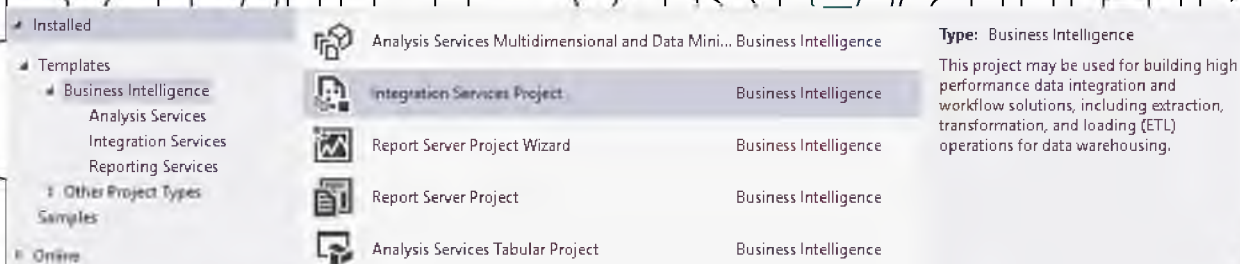 Installed
Templates
Business Intelligence
Analysis Services
Integration Services
Reporting Services
Other Project Types
Samples
Online
Analysis Services Multidimensional and Data Mini... Business Intelligence
Integration Services Project Business Intelligence
Report Server Project Wizard Business Intelligence
Report Server Project Business Intelligence
Analysis Services Tabular Project Business Intelligence
Type: Business Intelligence
This project may be used for building high
performance data integration and
workflow solutions, including extraction,
transformation, and loading (ETL)
operations for data warehousing.